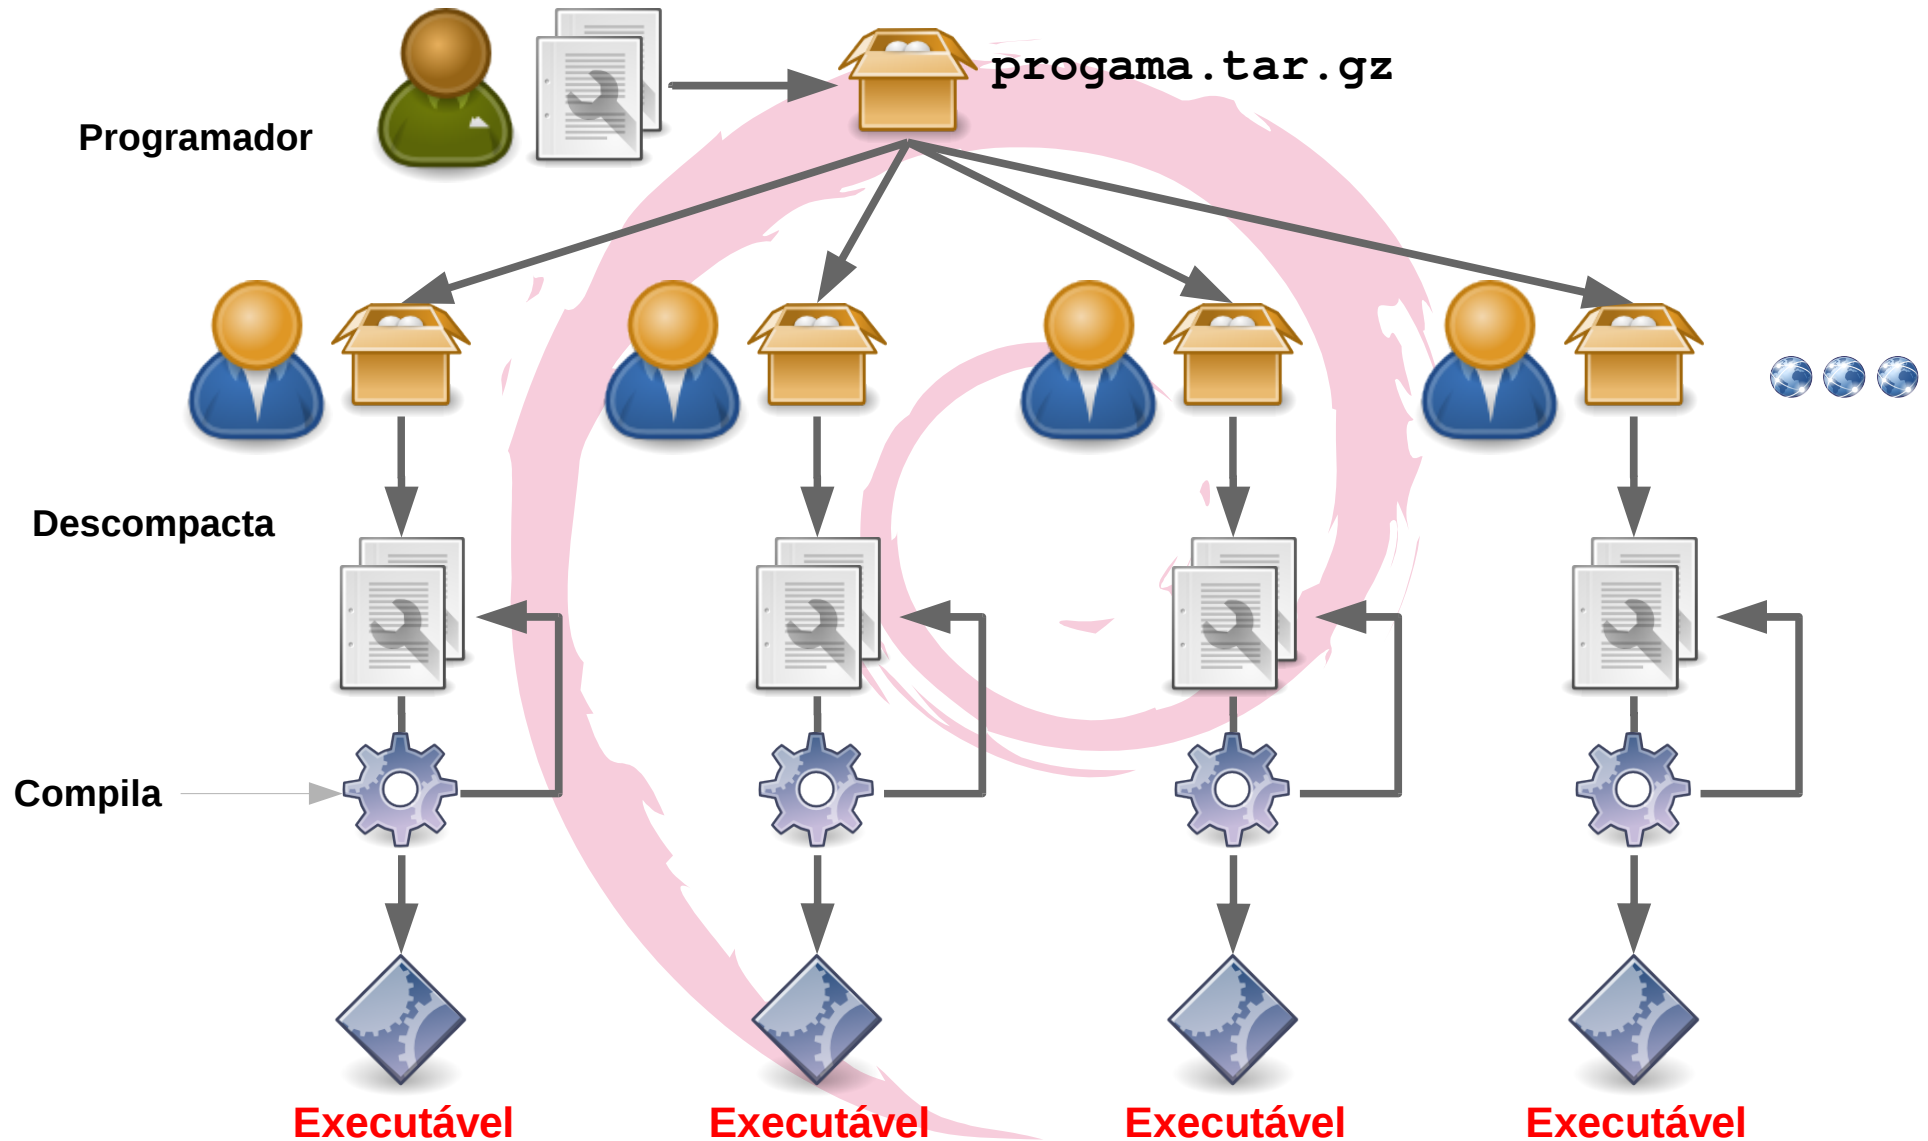 progama.tar.gz
Programador
Descompacta
Compila
Executável
Executável
Executável
Executável